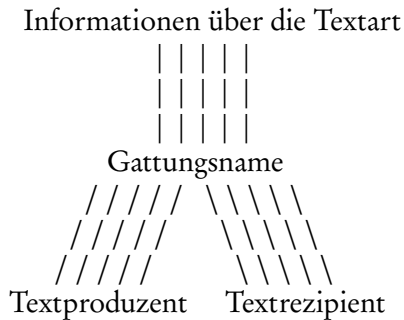 Informationen über die Textart
| | | | |
| | | | |
| | | | |
Gattungsname
/ / / / / \ \ \ \ \
/ / / / / \ \ \ \ \
/ / / / / \ \ \ \ \
Textproduzent Textrezipient